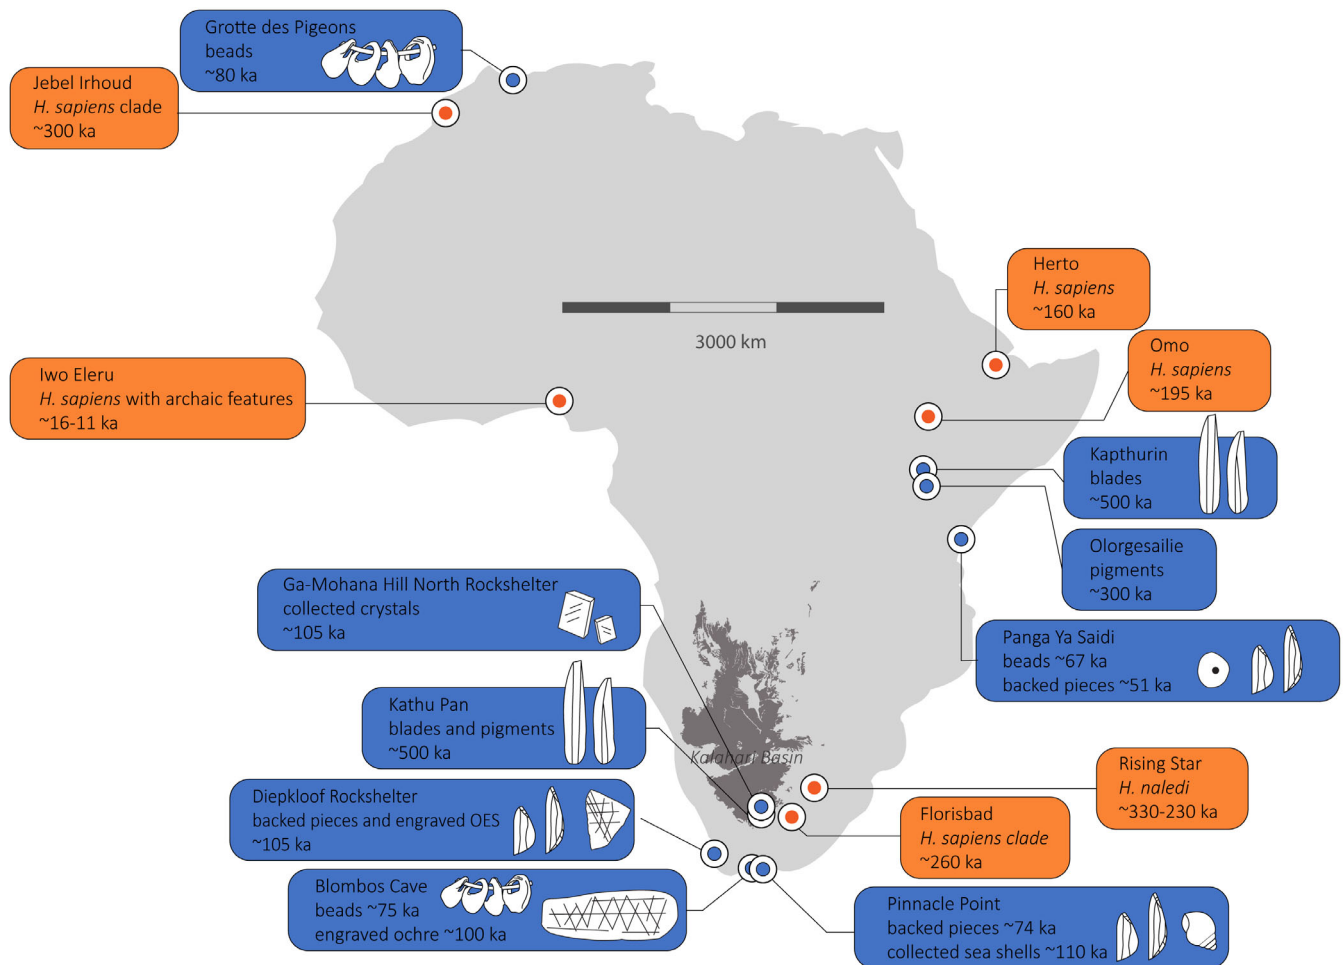 Grotte des Pigeons
beads
~80 ka
Jebel Irhoud
H. sapiens clade
~300 ka
Herto
H. sapiens
~160 ka
3000 km
Omo
H. sapiens
~195 ka
Iwo Eleru
H. sapiens with archaic features
~16-11 ka
Kapthurin
blades
~500 ka
Olorgesailie
pigments
~300 ka
Ga-Mohana Hill North Rockshelter
collected crystals
~105 ka
Panga Ya Saidi
beads ~67 ka
backed pieces ~51 ka
Kathu Pan
blades and pigments
~500 ka
Kalahari Basin
Rising Star
H. naledi
~330-230 ka
Diepkloof Rockshelter
backed pieces and engraved OES
~105 ka
Florisbad
H. sapiens clade
~260 ka
Blombos Cave
beads ~75 ka
engraved ochre ~100 ka
Pinnacle Point
backed pieces ~74 ka
collected sea shells ~110 ka